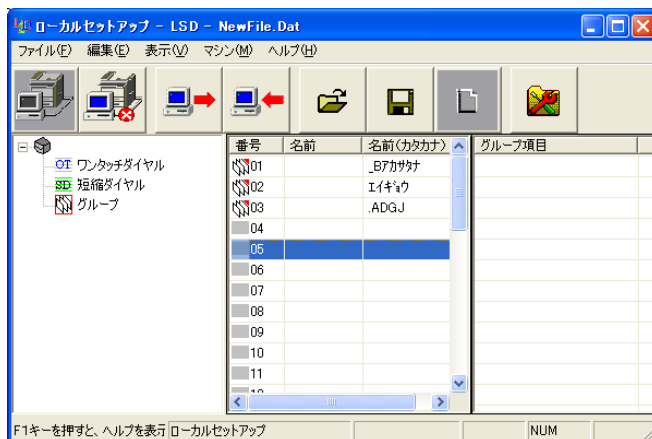 ローカルセットアップ - LSD - NewFile.Dat
ファイル(F) 編集(E) 表示(V) マシン(M) ヘルプ(H)
番号 名前 名前(カタカナ) グループ項目
OT ワンタッチダイヤル
SD 短縮ダイヤル
グループ
01 _Bアカサタナ
02 エイギョウ
03 .ADGJ
04
05
06
07
08
09
10
11
F1キーを押すと、ヘルプを表示 ローカルセットアップ NUM